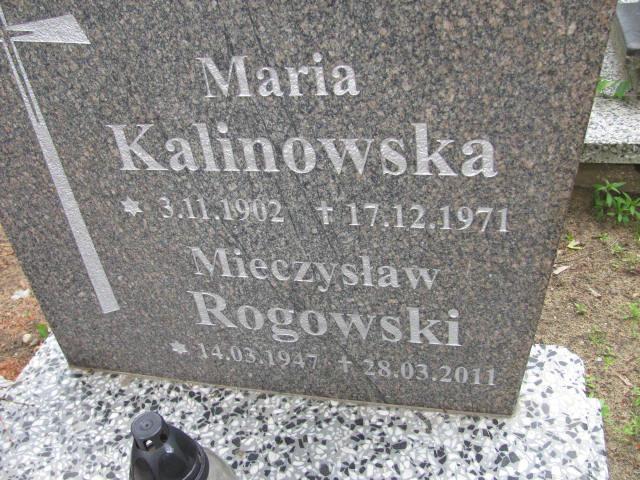 Maria
Kalinowska
* 3.11.1902 † 17.12.1971
Mieczysław
Rogowski
* 14.03.1947 † 28.03.2011